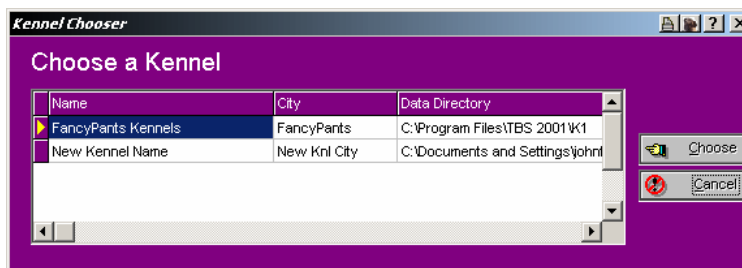 Kennel Chooser ?
Choose a Kennel
Name City Data Directory
FancyPants Kennels FancyPants C:\Program Files\TBS 2001\K1
New Kennel Name New Knl City C:\Documents and Settings\john
Choose
Cancel